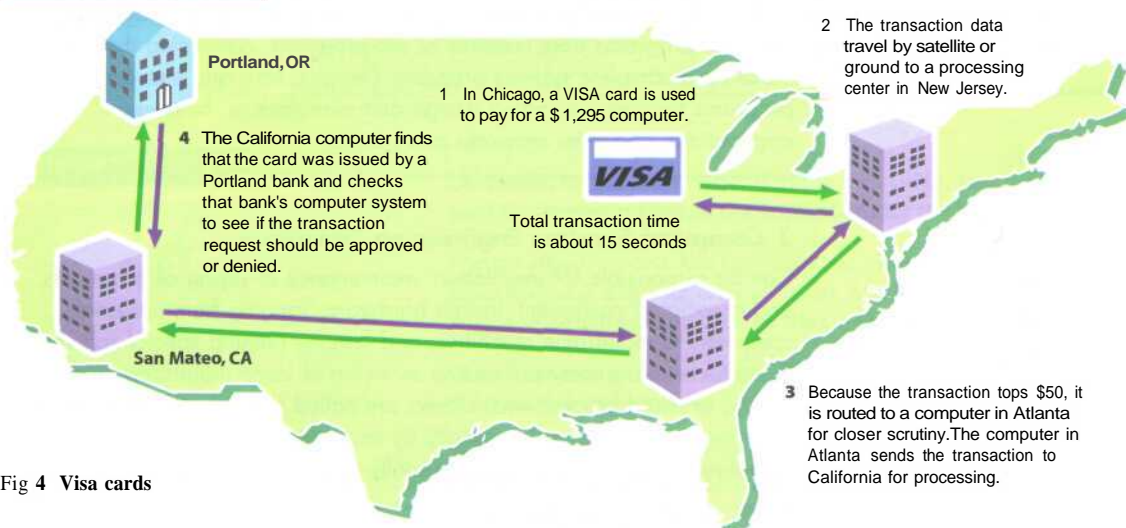 Portland, OR
1 In Chicago, a VISA card is used
to pay for a $1,295 computer.
VISA
Total transaction time
is about 15 seconds
2 The transaction data
travel by satellite or
ground to a processing
center in New Jersey.
3 Because the transaction tops $50, it
is routed to a computer in Atlanta
for closer scrutiny.The computer in
Atlanta sends the transaction to
California for processing.
4 The California computer finds
that the card was issued by a
Portland bank and checks
that bank's computer system
to see if the transaction
request should be approved
or denied.
San Mateo, CA
Fig 4 Visa cards